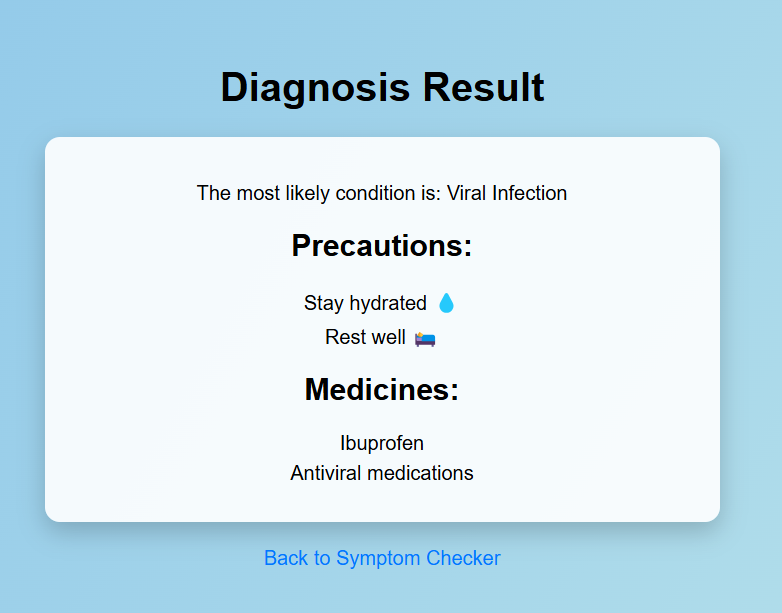 Diagnosis Result
The most likely condition is: Viral Infection
Precautions:
Stay hydrated 💧
Rest well 🛌
Medicines:
Ibuprofen
Antiviral medications
Back to Symptom Checker